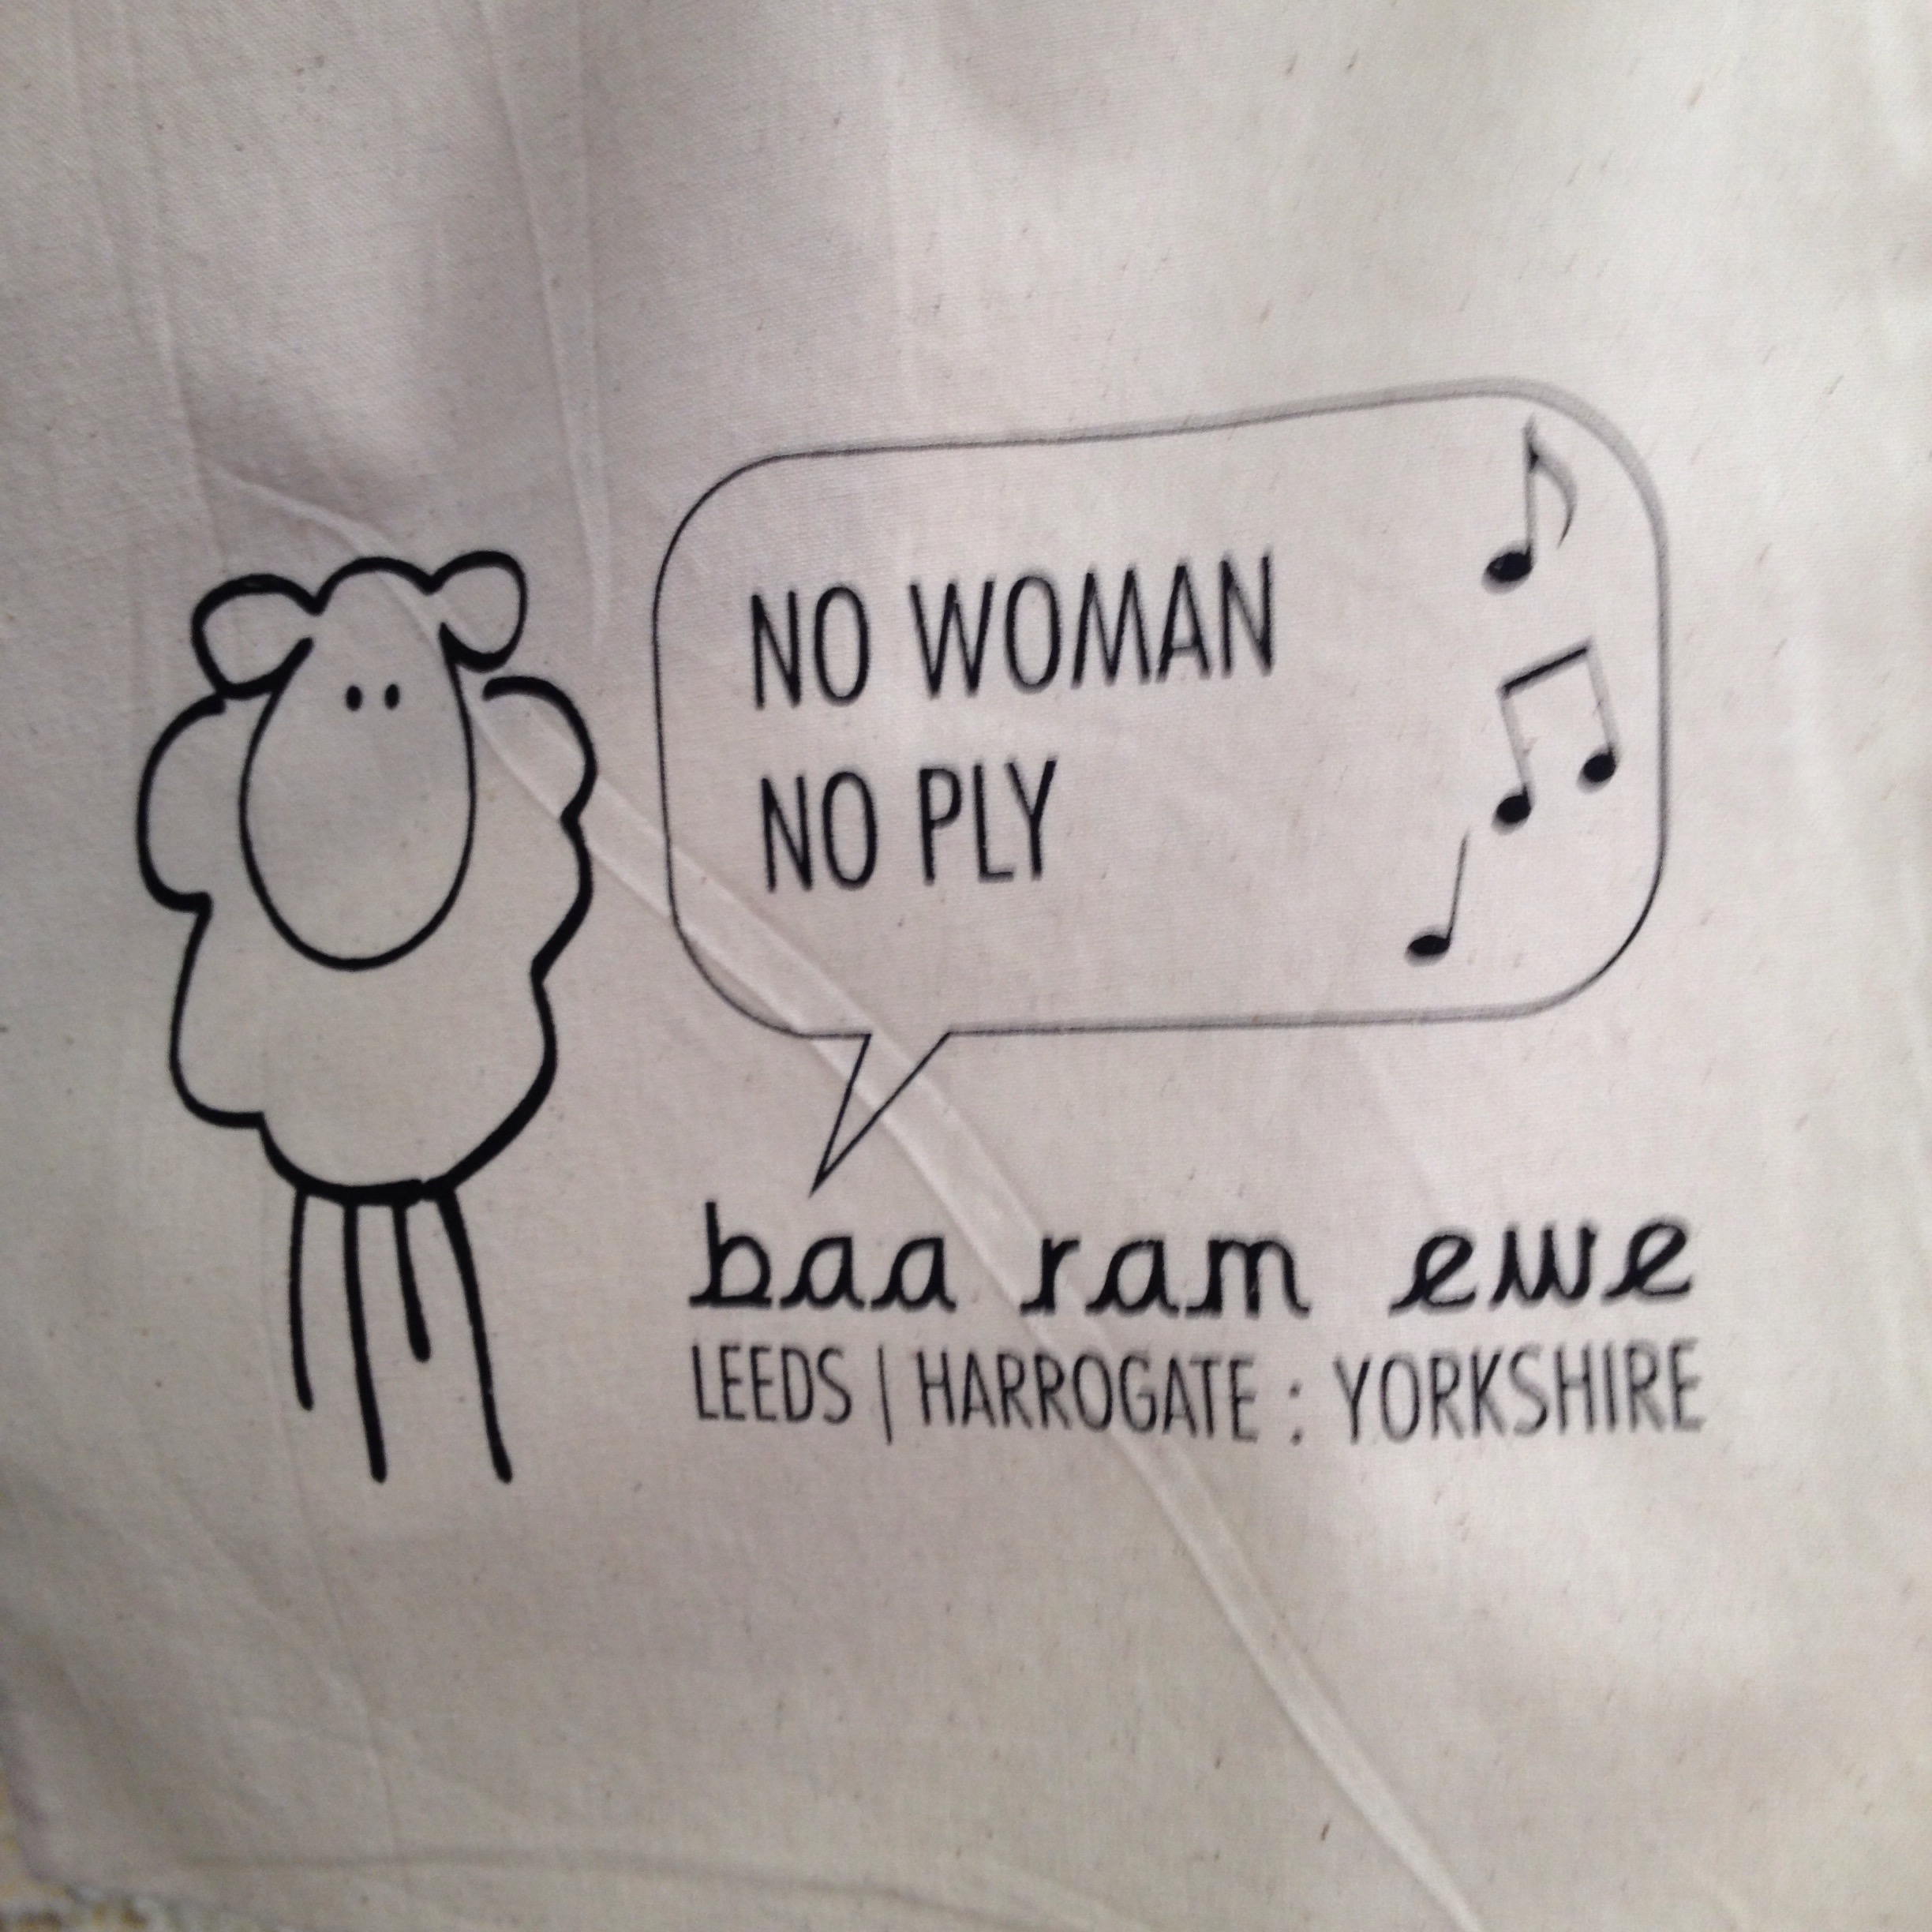 NO WOMAN
NO PLY
baa ram ewe
LEEDS | HARROGATE : YORKSHIRE